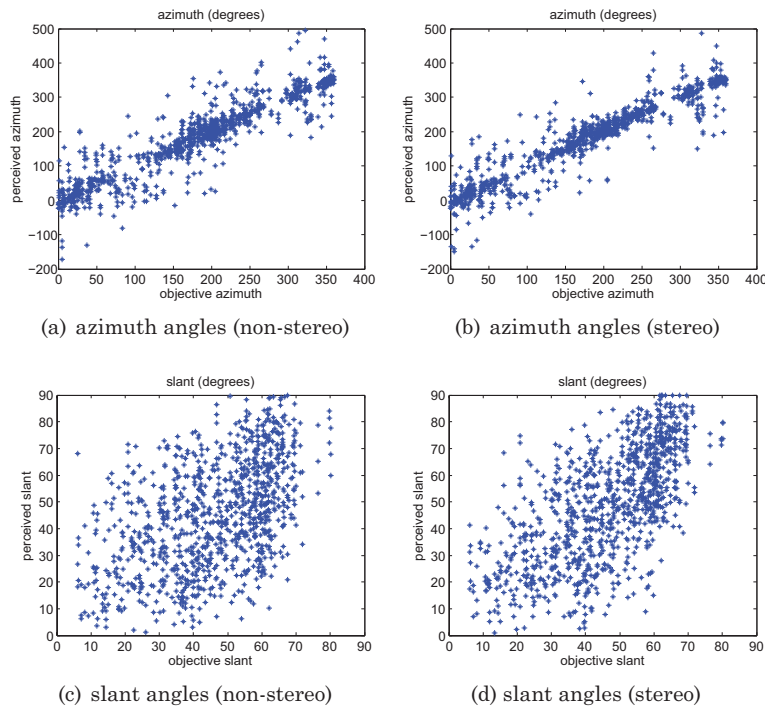 azimuth (degrees)
500
400
300
200
100
0
−100
−200
perceived azimuth
0 50 100 150 200 250 300 350 400
objective azimuth
(a) azimuth angles (non-stereo)
azimuth (degrees)
500
400
300
200
100
0
−100
−200
perceived azimuth
0 50 100 150 200 250 300 350 400
objective azimuth
(b) azimuth angles (stereo)
slant (degrees)
90
80
70
60
50
40
30
20
10
0
perceived slant
0 10 20 30 40 50 60 70 80 90
objective slant
(c) slant angles (non-stereo)
slant (degrees)
90
80
70
60
50
40
30
20
10
0
perceived slant
0 10 20 30 40 50 60 70 80 90
objective slant
(d) slant angles (stereo)